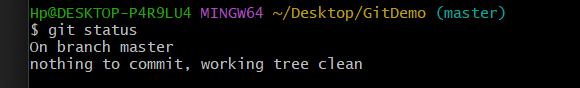 Hp@DESKTOP-P4R9LU4 MINGW64 ~/Desktop/GitDemo (master)
$ git status
On branch master
nothing to commit, working tree clean